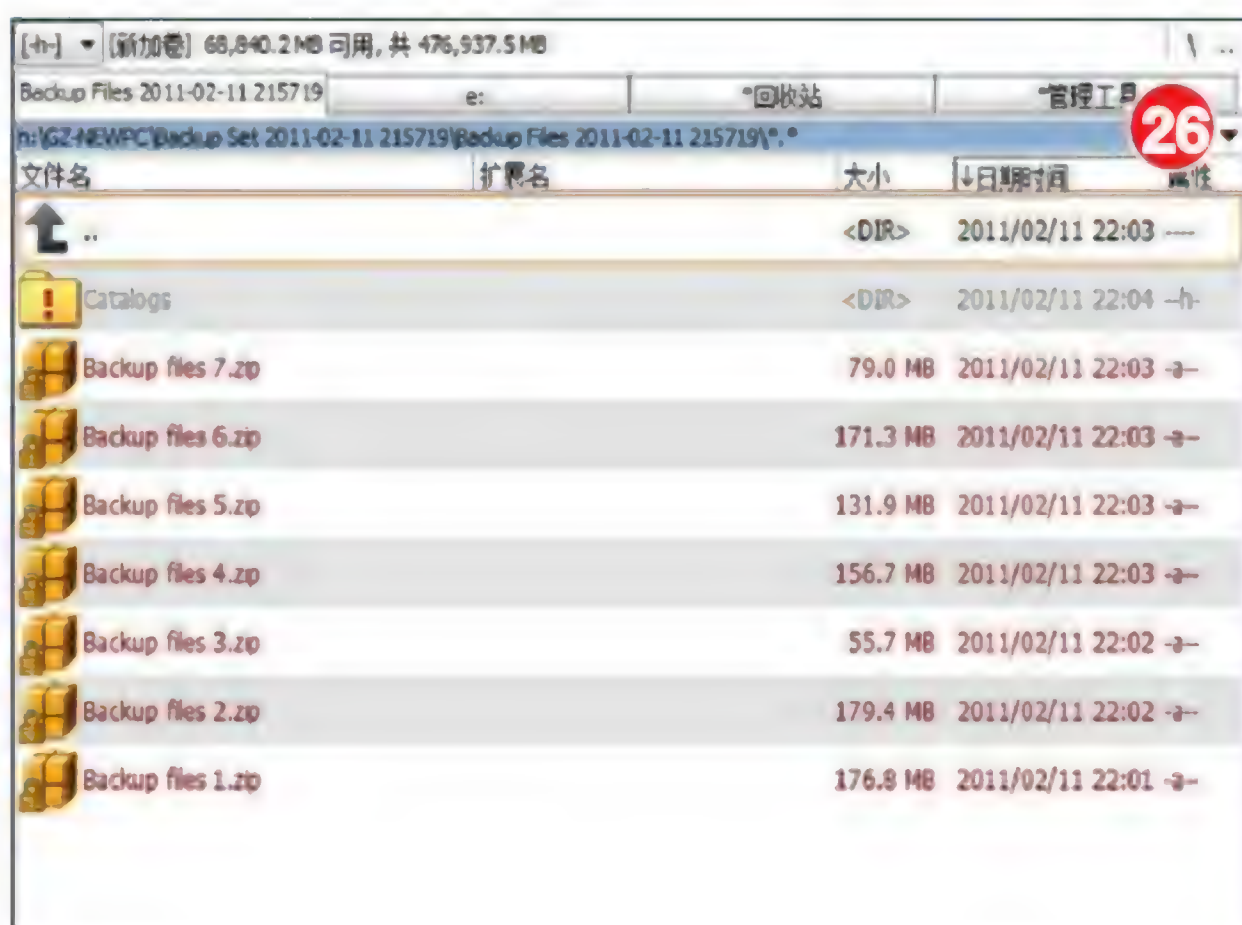 [-h-] [新加卷] 68,840.2 MB 可用, 共 476,937.5 MB \ ..
Backup Files 2011-02-11 215719 e: *回收站 *管理工具
26
h:\GZ-NEWPC\Backup Set 2011-02-11 215719\Backup Files 2011-02-11 215719\*.*
文件名 扩展名 大小 ↓日期时间 属性
.. <DIR> 2011/02/11 22:03 ----
Catalogs <DIR> 2011/02/11 22:04 --h-
Backup files 7.zip 79.0 MB 2011/02/11 22:03 -a--
Backup files 6.zip 171.3 MB 2011/02/11 22:03 -a--
Backup files 5.zip 131.9 MB 2011/02/11 22:03 -a--
Backup files 4.zip 156.7 MB 2011/02/11 22:03 -a--
Backup files 3.zip 55.7 MB 2011/02/11 22:02 -a--
Backup files 2.zip 179.4 MB 2011/02/11 22:02 -a--
Backup files 1.zip 176.8 MB 2011/02/11 22:01 -a--